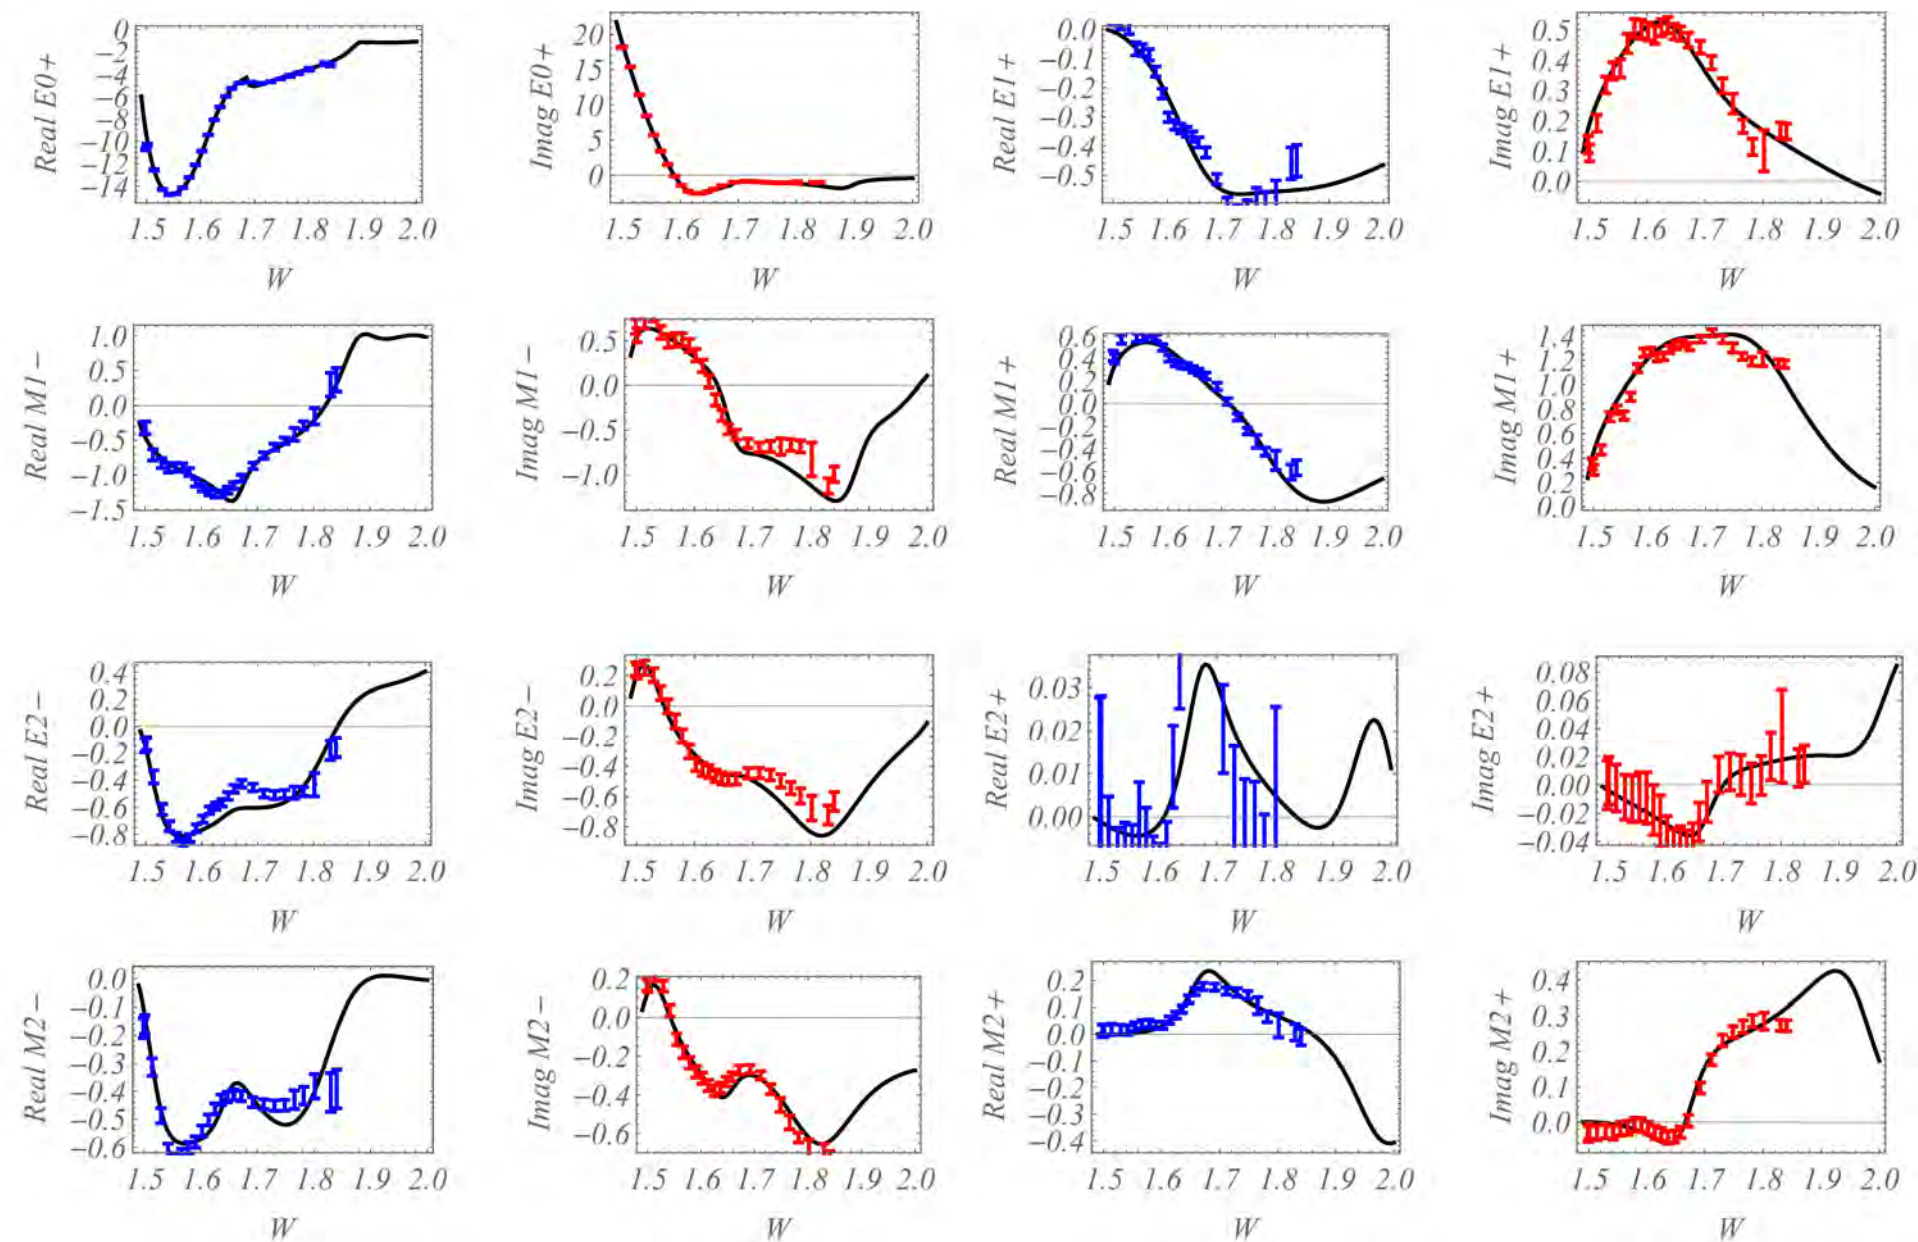 Real E0+
0
−2
−4
−6
−8
−10
−12
−14
1.5 1.6 1.7 1.8 1.9 2.0
W
Imag E0+
20
15
10
5
0
1.5 1.6 1.7 1.8 1.9 2.0
W
Real E1+
0.0
−0.1
−0.2
−0.3
−0.4
−0.5
1.5 1.6 1.7 1.8 1.9 2.0
W
Imag E1+
0.5
0.4
0.3
0.2
0.1
0.0
1.5 1.6 1.7 1.8 1.9 2.0
W
Real M1−
1.0
0.5
0.0
−0.5
−1.0
−1.5
1.5 1.6 1.7 1.8 1.9 2.0
W
Imag M1−
0.5
0.0
−0.5
−1.0
1.5 1.6 1.7 1.8 1.9 2.0
W
Real M1+
0.6
0.4
0.2
0.0
−0.2
−0.4
−0.6
−0.8
1.5 1.6 1.7 1.8 1.9 2.0
W
Imag M1+
1.4
1.2
1.0
0.8
0.6
0.4
0.2
0.0
1.5 1.6 1.7 1.8 1.9 2.0
W
Real E2−
0.4
0.2
0.0
−0.2
−0.4
−0.6
−0.8
1.5 1.6 1.7 1.8 1.9 2.0
W
Imag E2−
0.2
0.0
−0.2
−0.4
−0.6
−0.8
1.5 1.6 1.7 1.8 1.9 2.0
W
Real E2+
0.03
0.02
0.01
0.00
1.5 1.6 1.7 1.8 1.9 2.0
W
Imag E2+
0.08
0.06
0.04
0.02
0.00
−0.02
−0.04
1.5 1.6 1.7 1.8 1.9 2.0
W
Real M2−
0.0
−0.1
−0.2
−0.3
−0.4
−0.5
−0.6
1.5 1.6 1.7 1.8 1.9 2.0
W
Imag M2−
0.2
0.0
−0.2
−0.4
−0.6
1.5 1.6 1.7 1.8 1.9 2.0
W
Real M2+
0.2
0.1
0.0
−0.1
−0.2
−0.3
−0.4
1.5 1.6 1.7 1.8 1.9 2.0
W
Imag M2+
0.4
0.3
0.2
0.1
0.0
1.5 1.6 1.7 1.8 1.9 2.0
W